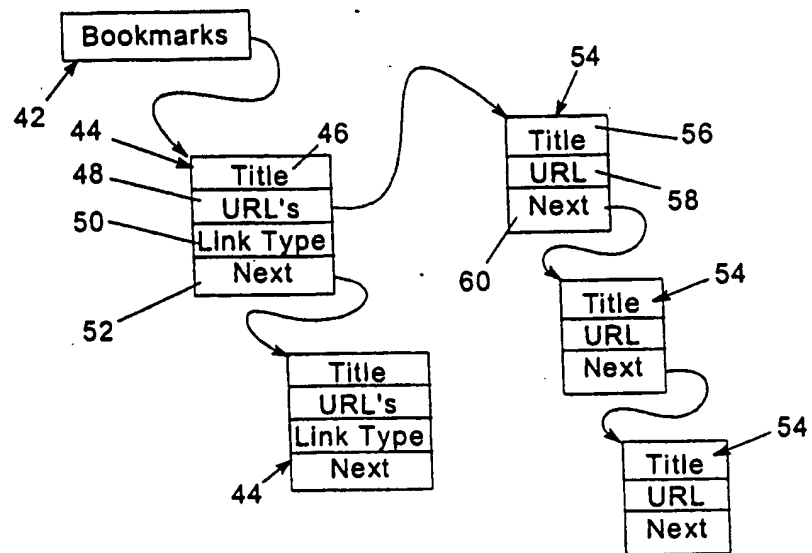 Bookmarks
42
44
46
Title
48
URL's
50
Link Type
Next
52
Title
URL's
Link Type
Next
44
54
Title
56
URL
58
Next
60
54
Title
URL
Next
54
Title
URL
Next